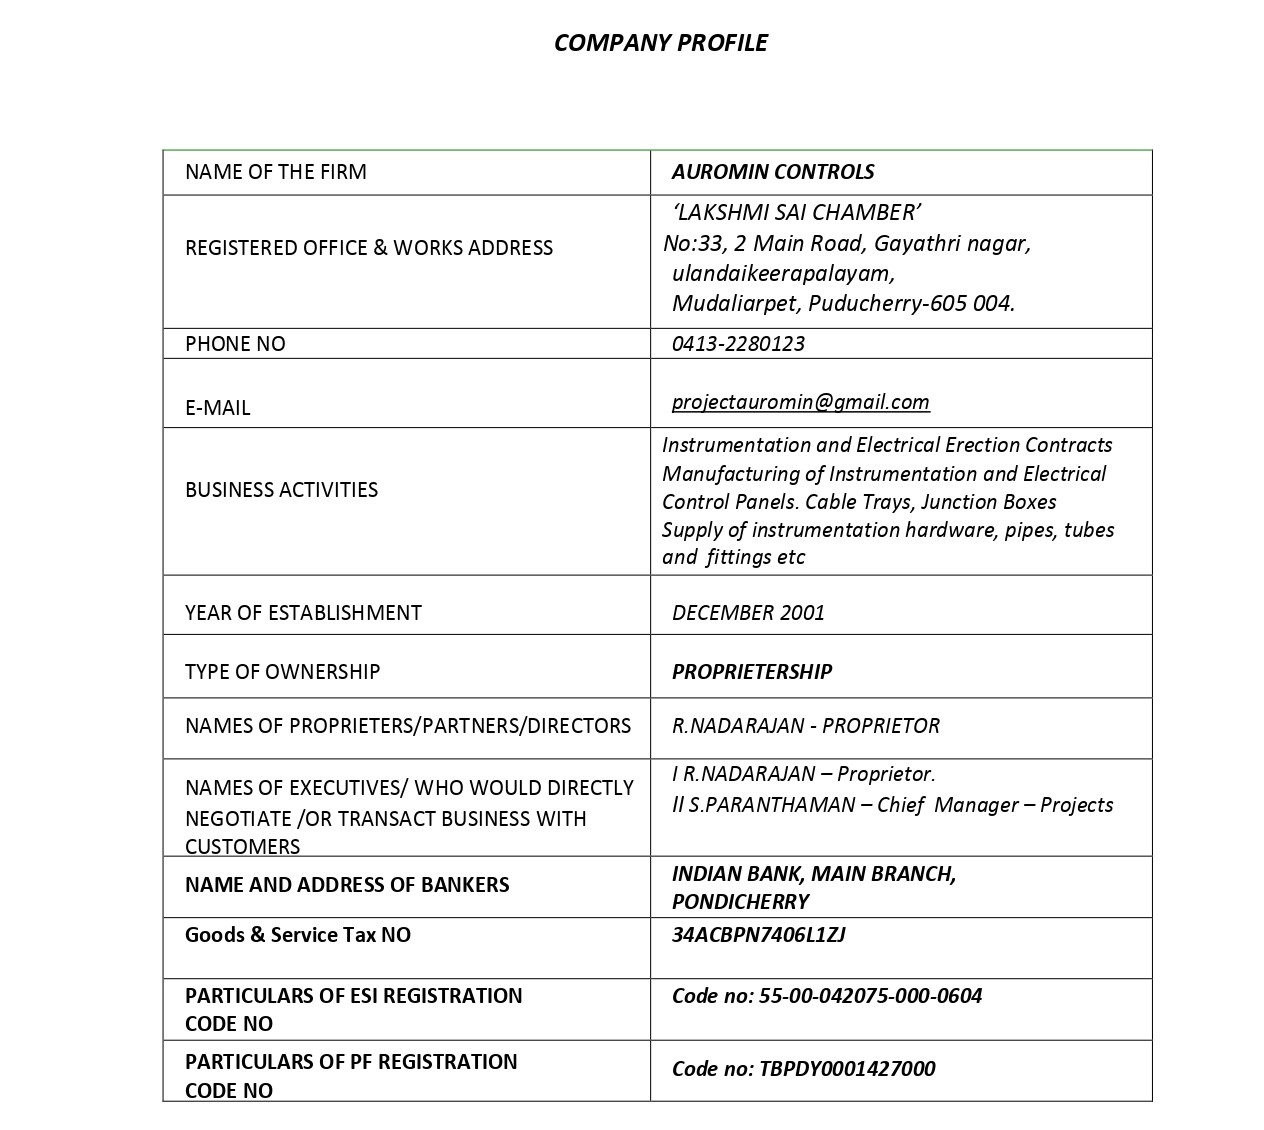 COMPANY PROFILE
NAME OF THE FIRM
AUROMIN CONTROLS
REGISTERED OFFICE & WORKS ADDRESS
‘LAKSHMI SAI CHAMBER’
No:33, 2 Main Road, Gayathri nagar,
ulandaikeerapalayam,
Mudaliarpet, Puducherry-605 004.
PHONE NO
0413-2280123
E-MAIL
projectauromin@gmail.com
BUSINESS ACTIVITIES
Instrumentation and Electrical Erection Contracts
Manufacturing of Instrumentation and Electrical
Control Panels. Cable Trays, Junction Boxes
Supply of instrumentation hardware, pipes, tubes
and fittings etc
YEAR OF ESTABLISHMENT
DECEMBER 2001
TYPE OF OWNERSHIP
PROPRIETERSHIP
NAMES OF PROPRIETERS/PARTNERS/DIRECTORS
R.NADARAJAN - PROPRIETOR
NAMES OF EXECUTIVES/ WHO WOULD DIRECTLY
NEGOTIATE /OR TRANSACT BUSINESS WITH
CUSTOMERS
I R.NADARAJAN – Proprietor.
II S.PARANTHAMAN – Chief Manager – Projects
NAME AND ADDRESS OF BANKERS
INDIAN BANK, MAIN BRANCH,
PONDICHERRY
Goods & Service Tax NO
34ACBPN7406L1ZJ
PARTICULARS OF ESI REGISTRATION
CODE NO
Code no: 55-00-042075-000-0604
PARTICULARS OF PF REGISTRATION
CODE NO
Code no: TBPDY0001427000